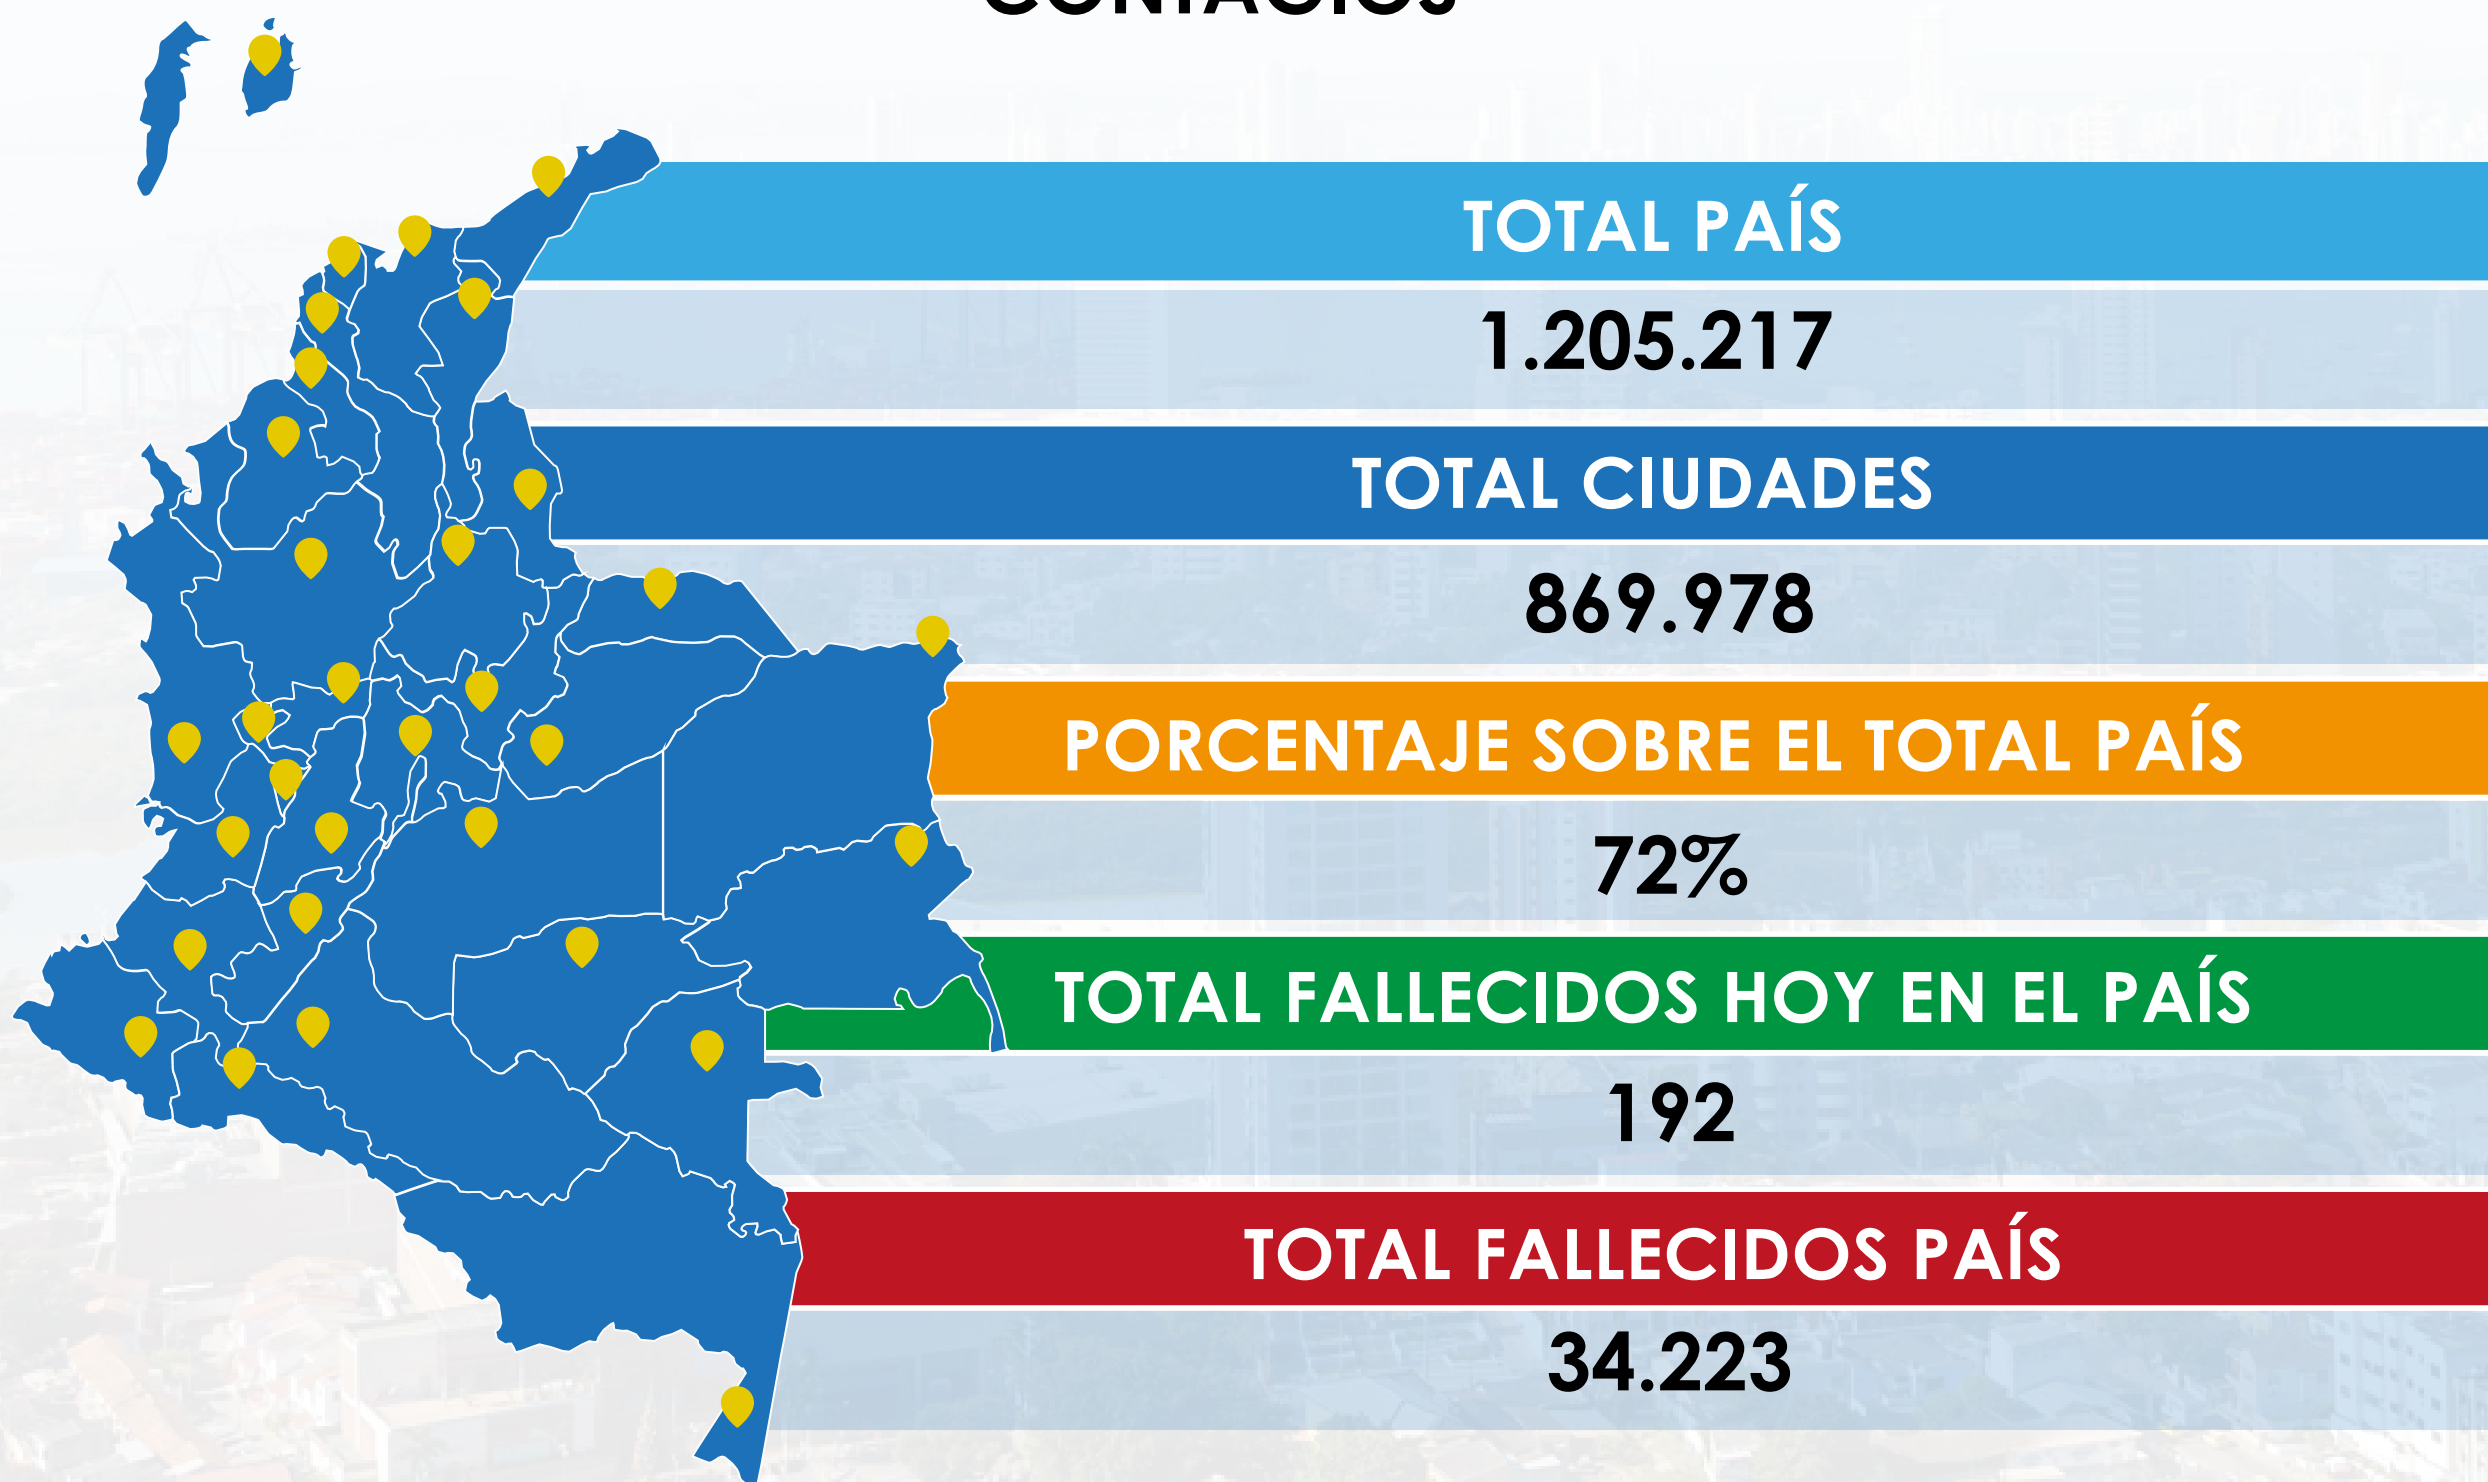 CONTAGIOS
TOTAL PAÍS
1.205.217
TOTAL CIUDADES
869.978
PORCENTAJE SOBRE EL TOTAL PAÍS
72%
TOTAL FALLECIDOS HOY EN EL PAÍS
192
TOTAL FALLECIDOS PAÍS
34.223